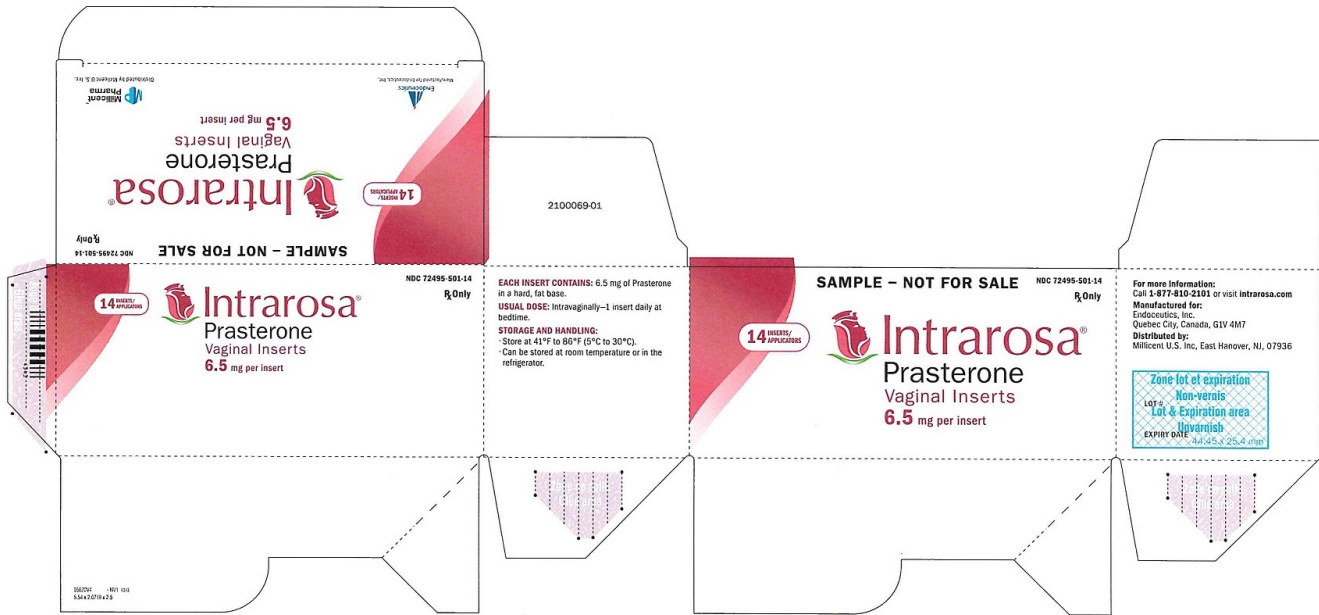 Distributed by Millicent U.S. Inc.
Millicent™
Pharma
Manufactured for Endoceutics, Inc.
Endoceutics
6.5 mg per insert
Vaginal Inserts
Prasterone
Intrarosa®
14 INSERTS/
APPLICATORS
NDC 72495-501-14
Rx Only
SAMPLE – NOT FOR SALE
2100069-01
14 INSERTS/
APPLICATORS
NDC 72495-501-14
Rx Only
Intrarosa®
Prasterone
Vaginal Inserts
6.5 mg per insert
EACH INSERT CONTAINS: 6.5 mg of Prasterone
in a hard, fat base.
USUAL DOSE: Intravaginally—1 insert daily at
bedtime.
STORAGE AND HANDLING:
· Store at 41°F to 86°F (5°C to 30°C).
· Can be stored at room temperature or in the
refrigerator.
SAMPLE – NOT FOR SALE
NDC 72495-501-14
Rx Only
14 INSERTS/
APPLICATORS
Intrarosa®
Prasterone
Vaginal Inserts
6.5 mg per insert
For more information:
Call 1-877-810-2101 or visit intrarosa.com
Manufactured for:
Endoceutics, Inc.
Quebec City, Canada, G1V 4M7
Distributed by:
Millicent U.S. Inc, East Hanover, NJ, 07936
Zone lot et expiration
Non-vernis
LOT #
Lot & Expiration area
Unvarnish
EXPIRY DATE
44.45 x 25.4 mm